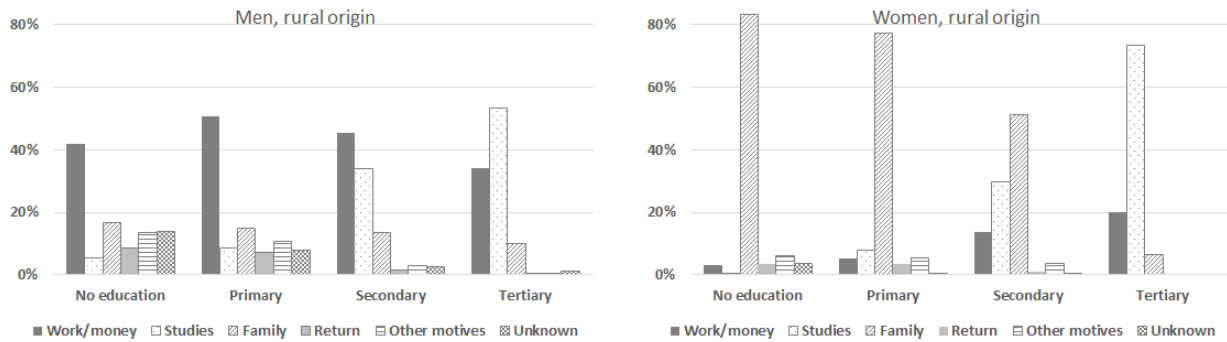 Men, rural origin
80%
60%
40%
20%
0%
No education Primary Secondary Tertiary
Work/money Studies Family Return Other motives Unknown
Women, rural origin
80%
60%
40%
20%
0%
No education Primary Secondary Tertiary
Work/money Studies Family Return Other motives Unknown